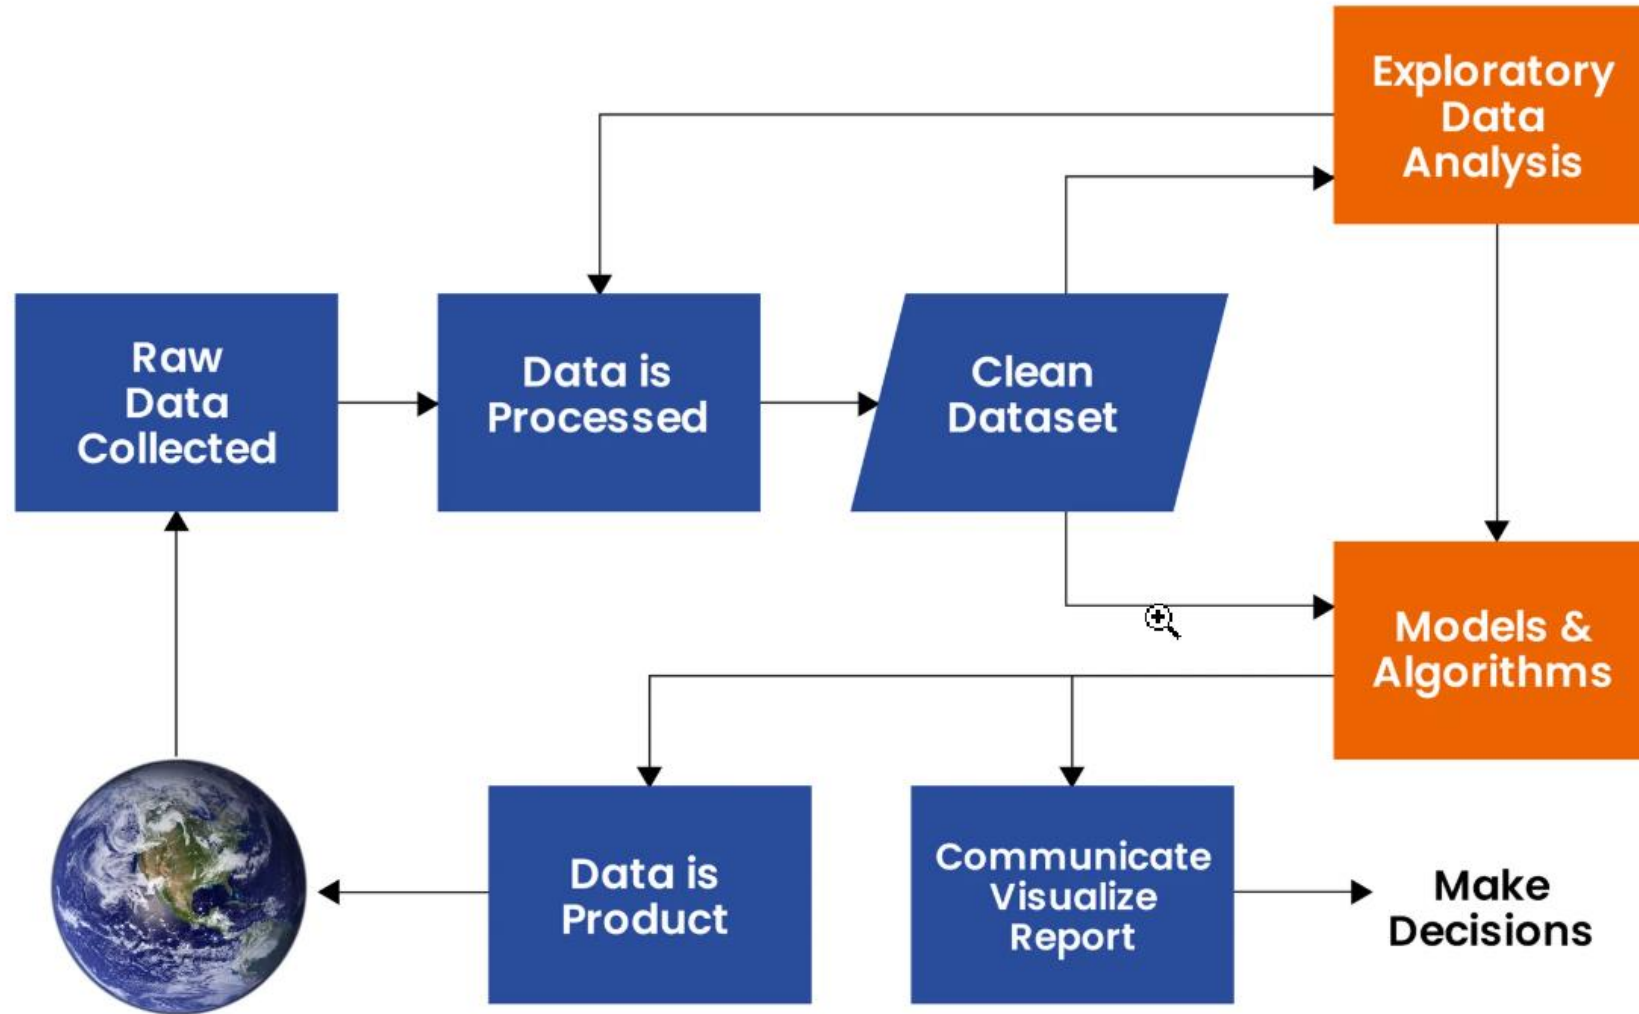 Exploratory
Data
Analysis
Raw
Data
Collected
Data is
Processed
Clean
Dataset
Models &
Algorithms
Data is
Product
Communicate
Visualize
Report
Make
Decisions